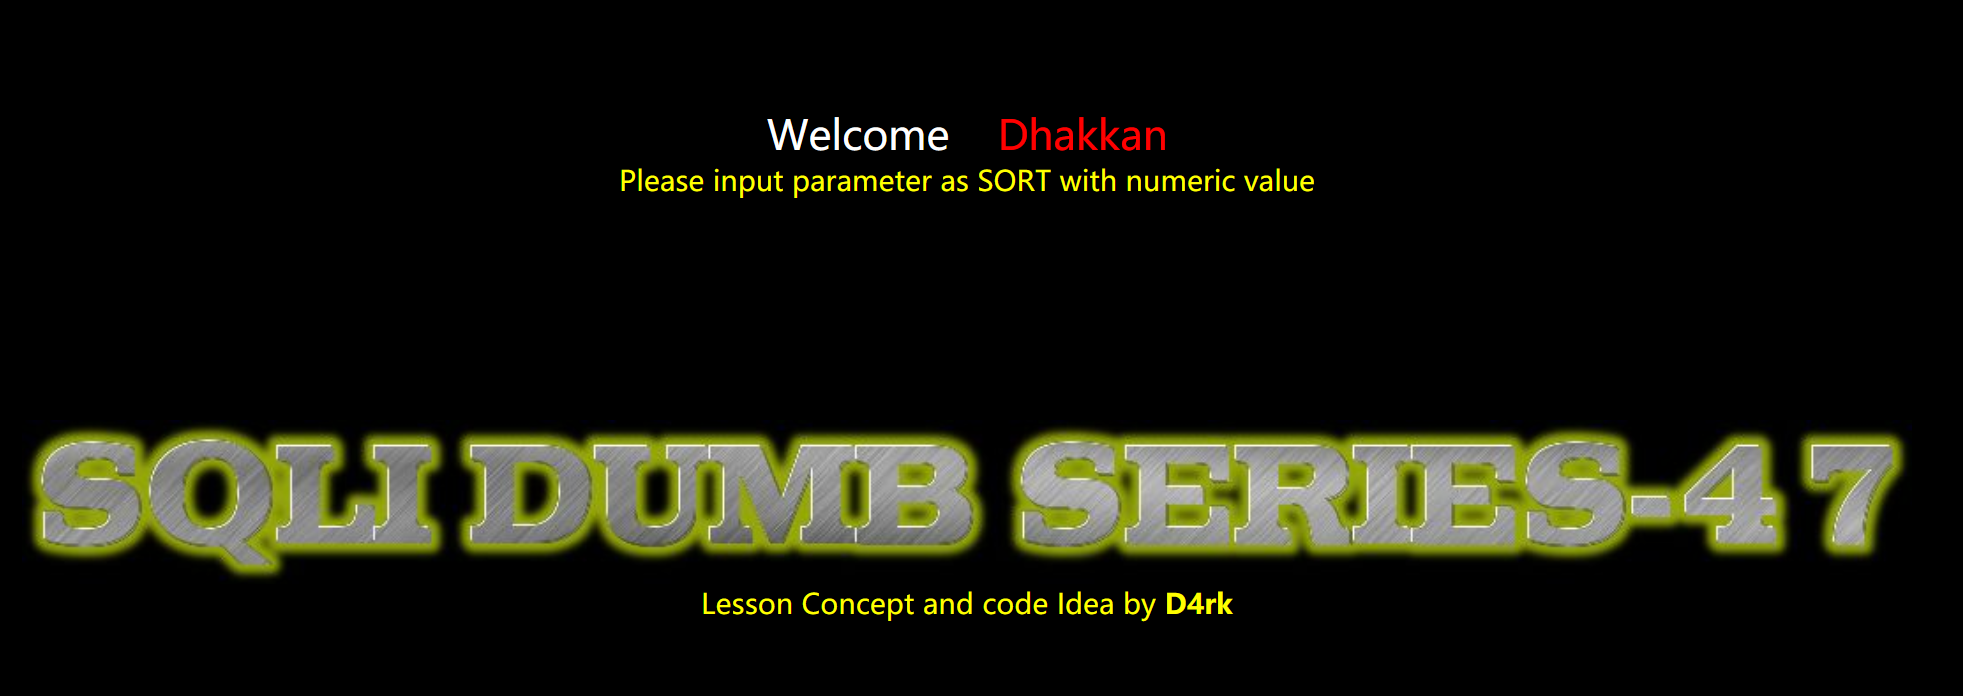 Welcome Dhakkan
Please input parameter as SORT with numeric value
SQLI DUMB SERIES-47
Lesson Concept and code Idea by D4rk